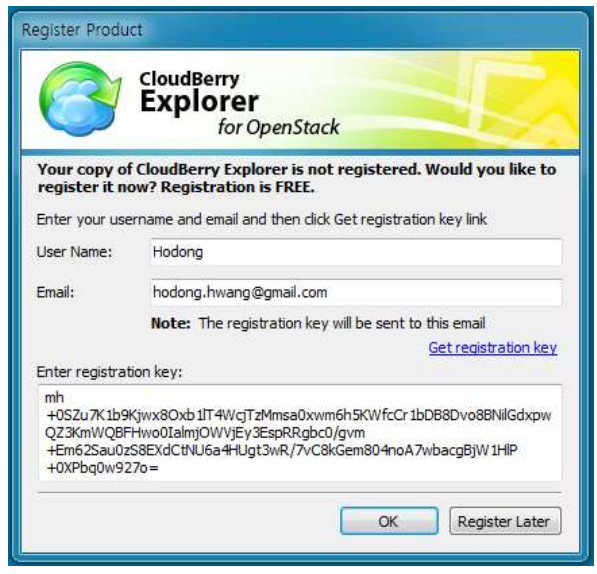 Register Product
CloudBerry
Explorer
for OpenStack
Your copy of CloudBerry Explorer is not registered. Would you like to
register it now? Registration is FREE.
Enter your username and email and then click Get registration key link
User Name:
Hodong
Email:
hodong.hwang@gmail.com
Note: The registration key will be sent to this email
Get registration key
Enter registration key:
mh
+0SZu7K1b9Kjwx8Oxb1lT4WcjTzMmsa0xwm6h5KWfcCr1bDB8Dvo8BNilGdxpw
QZ3KmWQBFHwo0IalmjOWVjEy3EspRRgbc0/gvm
+Em62Sau0zS8EXdCtNU6a4HUgt3wR/7vC8kGem804noA7wbacgBjW1HlP
+0XPbq0w927o=
OK
Register Later